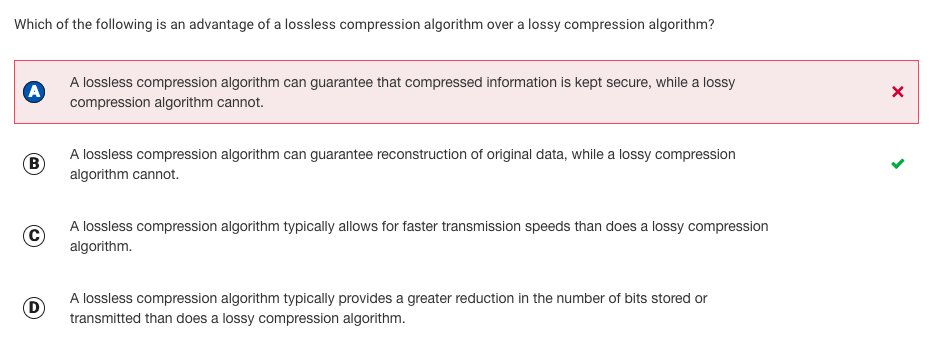 Which of the following is an advantage of a lossless compression algorithm over a lossy compression algorithm?
A
A lossless compression algorithm can guarantee that compressed information is kept secure, while a lossy
compression algorithm cannot.
B
A lossless compression algorithm can guarantee reconstruction of original data, while a lossy compression
algorithm cannot.
C
A lossless compression algorithm typically allows for faster transmission speeds than does a lossy compression
algorithm.
D
A lossless compression algorithm typically provides a greater reduction in the number of bits stored or
transmitted than does a lossy compression algorithm.